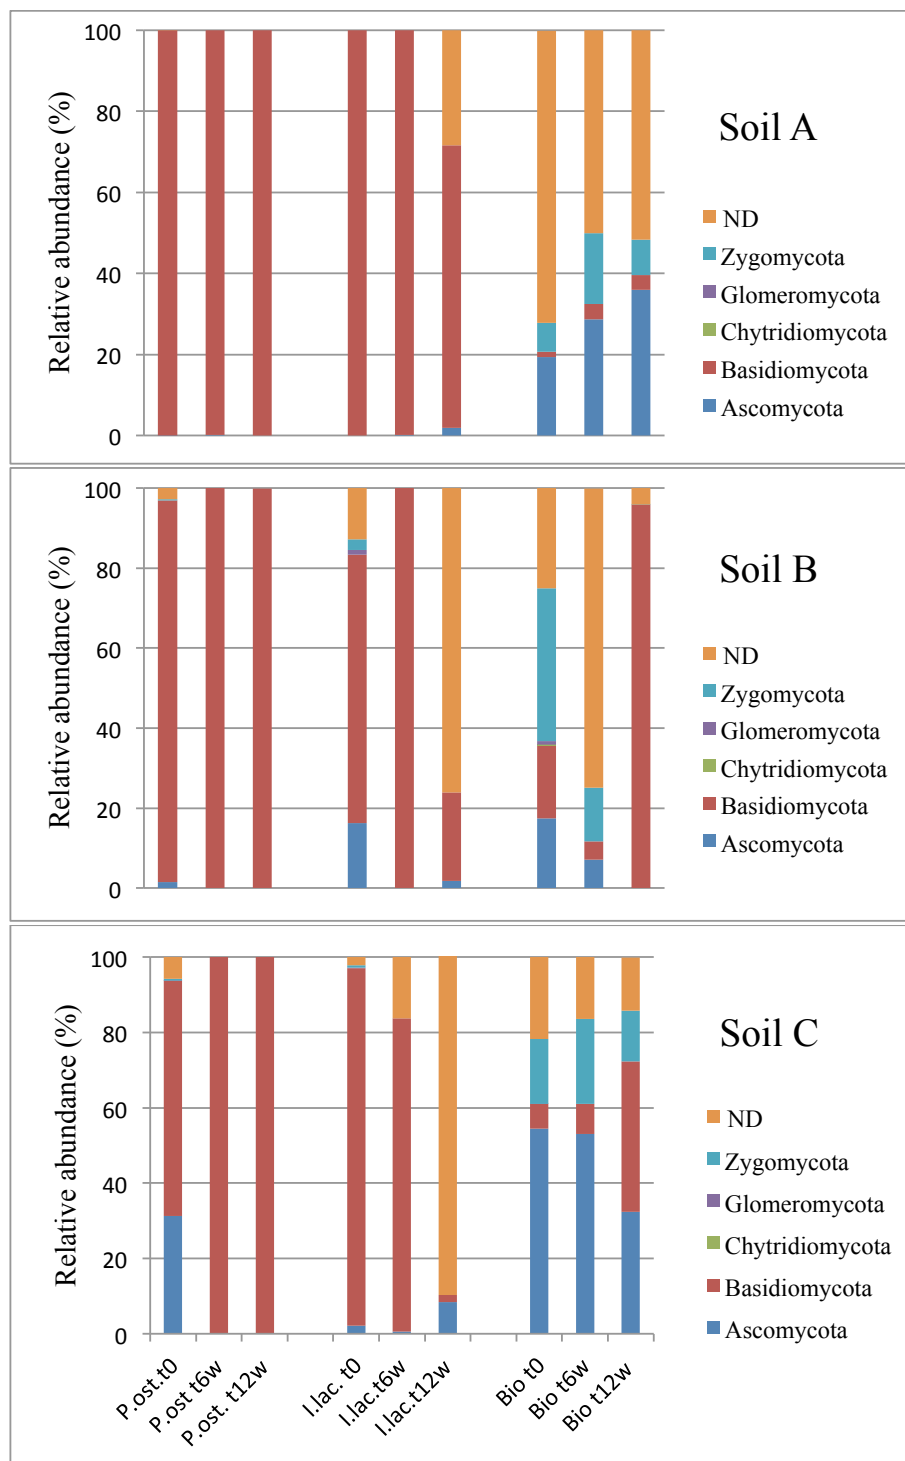 Relative abundance (%)
100
80
60
40
20
0
Soil A
ND
Zygomycota
Glomeromycota
Chytridiomycota
Basidiomycota
Ascomycota
Relative abundance (%)
100
80
60
40
20
0
Soil B
ND
Zygomycota
Glomeromycota
Chytridiomycota
Basidiomycota
Ascomycota
Relative abundance (%)
100
80
60
40
20
0
Soil C
ND
Zygomycota
Glomeromycota
Chytridiomycota
Basidiomycota
Ascomycota
P.ost.t0
P.ost t6w
P.ost. t12w
I.lac. t0
I.lac.t6w
I.lac.t12w
Bio t0
Bio t6w
Bio t12w